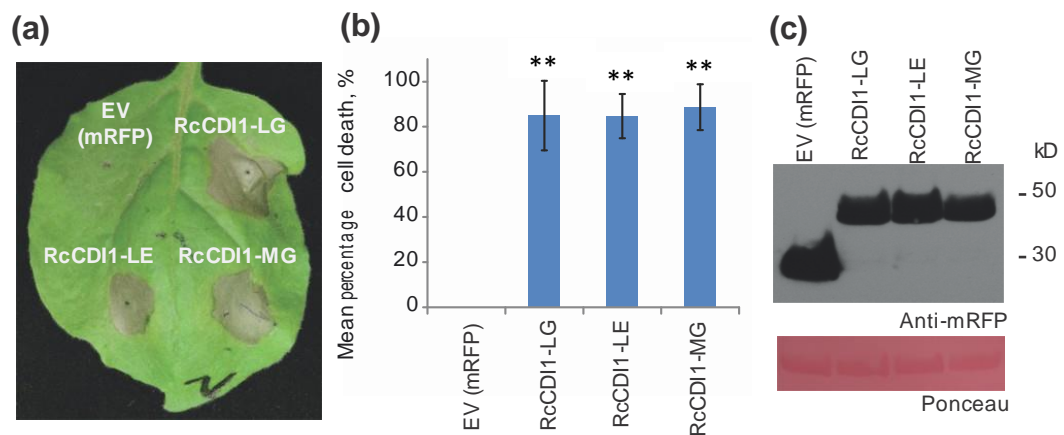 (a)
EV
(mRFP)
RcCDI1-LG
RcCDI1-LE
RcCDI1-MG
(b)
Mean percentage cell death, %
100
80
60
40
20
0
**
**
**
EV (mRFP)
RcCDI1-LG
RcCDI1-LE
RcCDI1-MG
(c)
EV (mRFP)
RcCDI1-LG
RcCDI1-LE
RcCDI1-MG
kD
- 50
- 30
Anti-mRFP
Ponceau